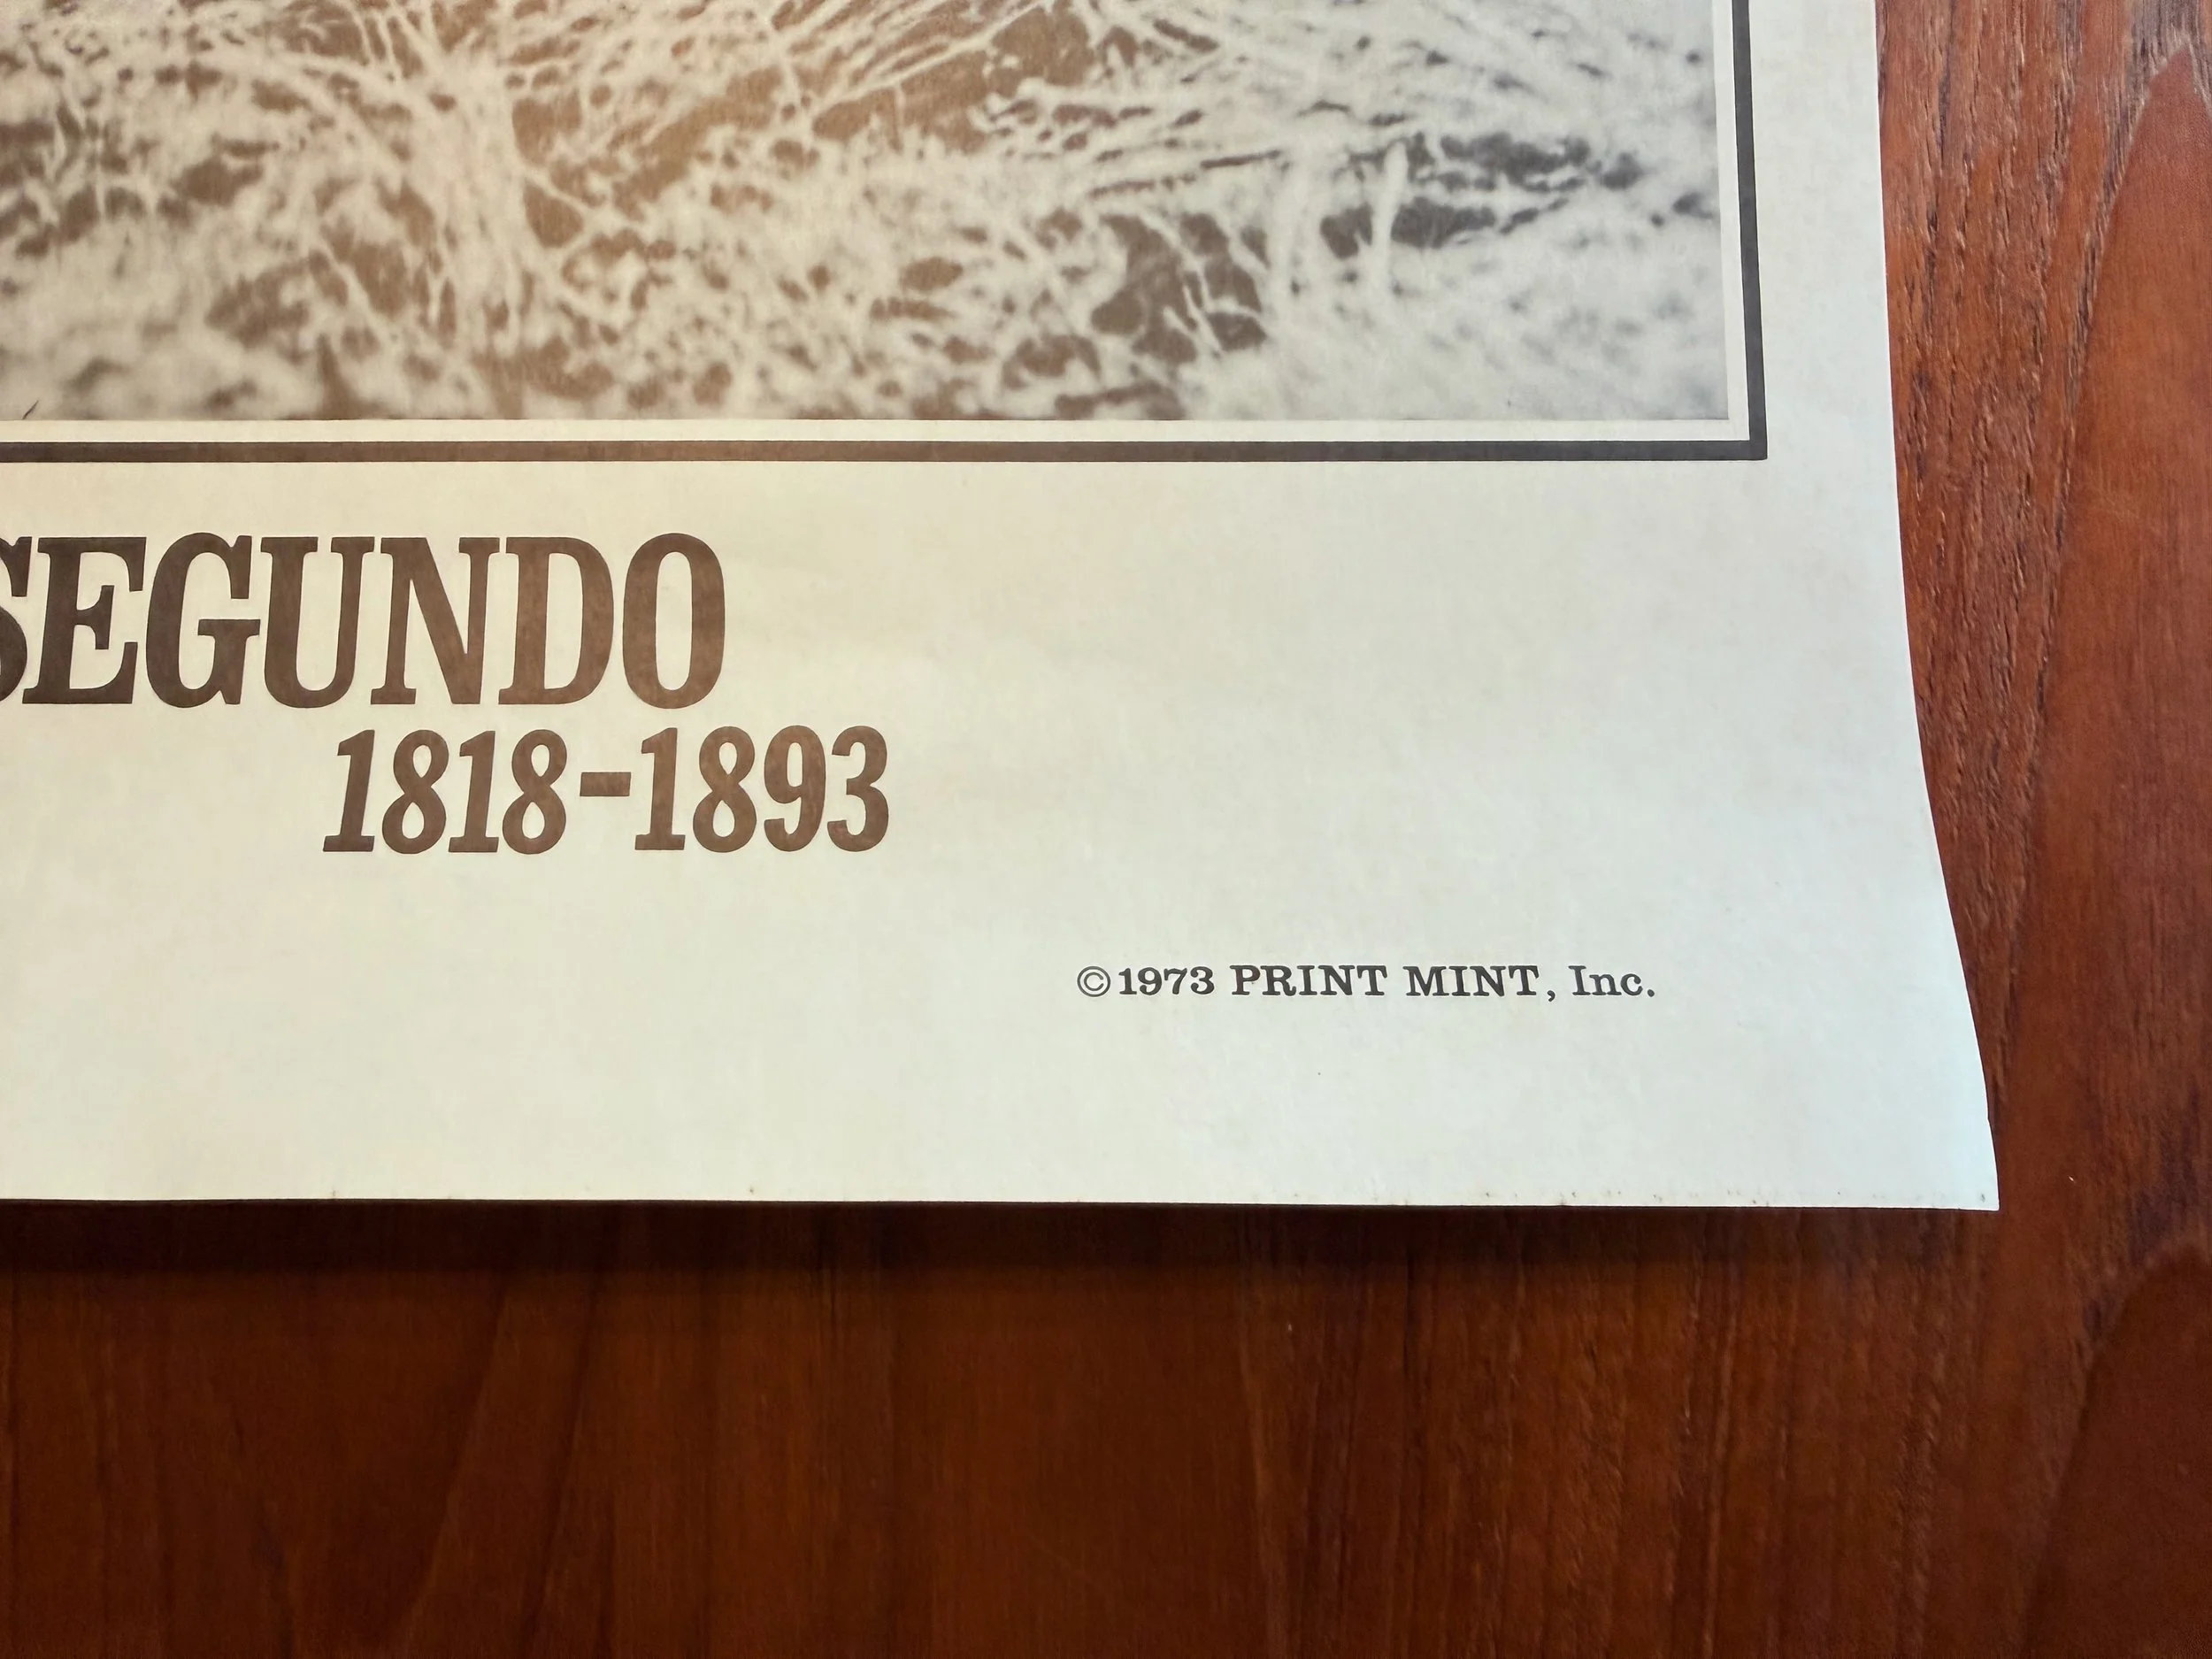 SEGUNDO
1818-1893
©1973 PRINT MINT, Inc.